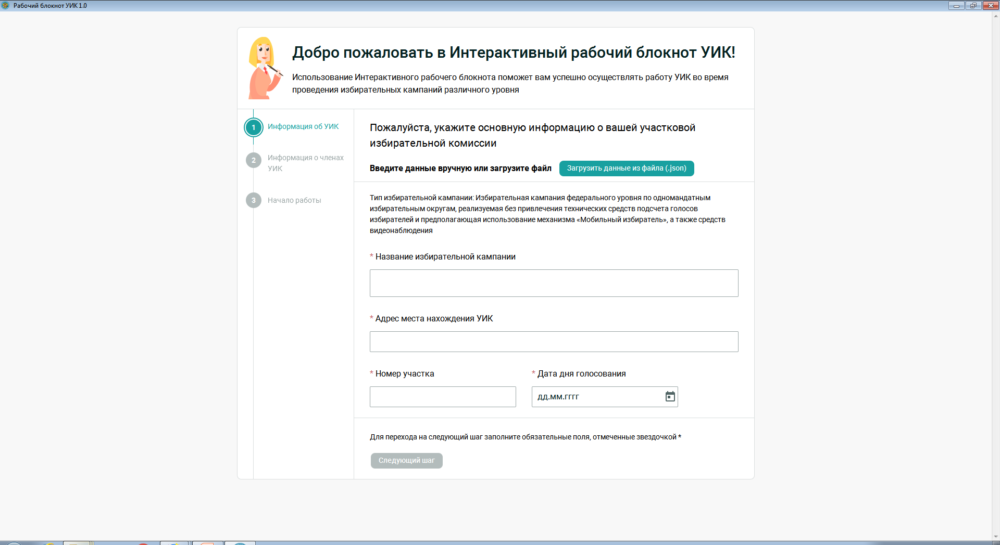 Рабочий блокнот УИК 1.0
Добро пожаловать в Интерактивный рабочий блокнот УИК!
Использование Интерактивного рабочего блокнота поможет вам успешно осуществлять работу УИК во время
проведения избирательных кампаний различного уровня
1
Информация об УИК
2
Информация о членах
УИК
3
Начало работы
Пожалуйста, укажите основную информацию о вашей участковой
избирательной комиссии
Введите данные вручную или загрузите файл
Загрузить данные из файла (.json)
Тип избирательной кампании: Избирательная кампания федерального уровня по одномандатным
избирательным округам, реализуемая без привлечения технических средств подсчета голосов
избирателей и предполагающая использование механизма «Мобильный избиратель», а также средств
видеонаблюдения
* Название избирательной кампании
* Адрес места нахождения УИК
* Номер участка
* Дата дня голосования
дд.мм.гггг
Для перехода на следующий шаг заполните обязательные поля, отмеченные звездочкой *
Следующий шаг